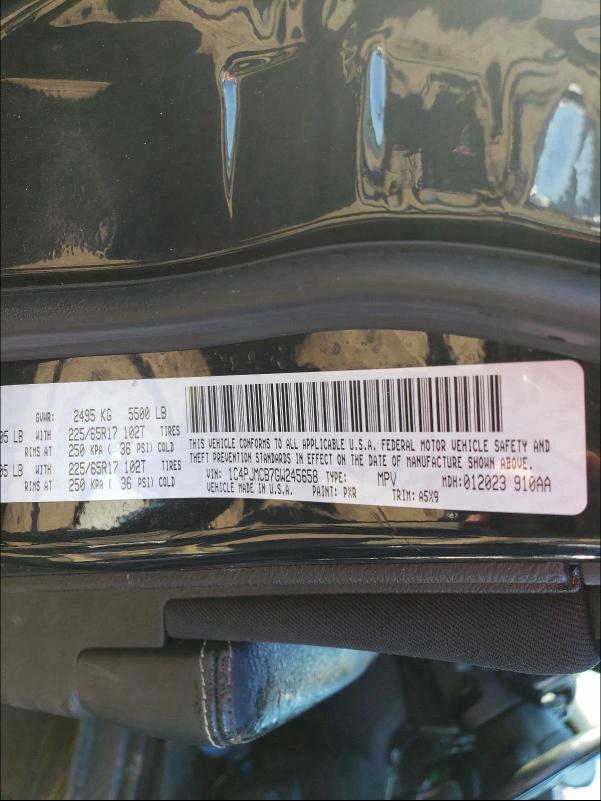 GVWR: 2495 KG 5500 LB
05 LB WITH 225/65R17 102T TIRES
RIMS AT 250 KPA ( 36 PSI) COLD
05 LB WITH 225/65R17 102T TIRES
RIMS AT 250 KPA ( 36 PSI) COLD
THIS VEHICLE CONFORMS TO ALL APPLICABLE U.S.A. FEDERAL MOTOR VEHICLE SAFETY AND
THEFT PREVENTION STANDARDS IN EFFECT ON THE DATE OF MANUFACTURE SHOWN ABOVE.
VIN: 1C4PJMCB7GW245658 TYPE: MPV MDH: 012023 910AA
VEHICLE MADE IN U.S.A. PAINT: PXR TRIM: A5X9